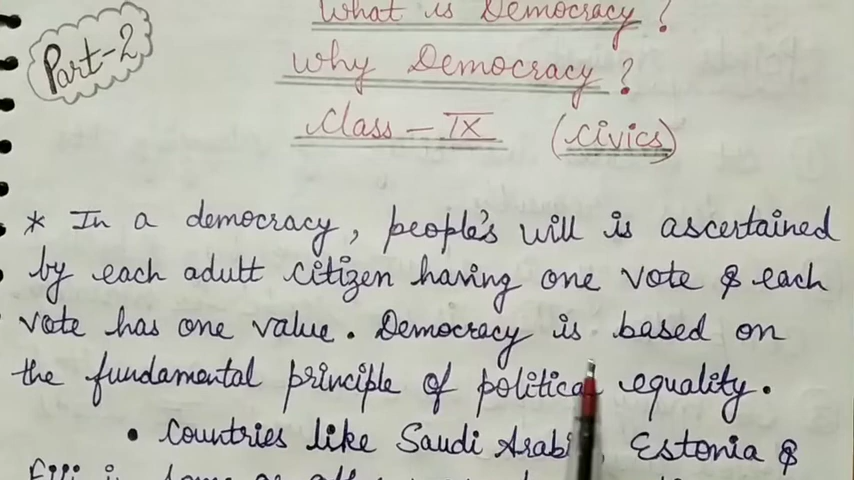 What is Democracy?
Part-2
Why Democracy?
Class - IX (Civics)
* In a democracy, people's will is ascertained
by each adult citizen having one vote & each
vote has one value. Democracy is based on
the fundamental principle of political equality.
• Countries like Saudi Arabia, Estonia &